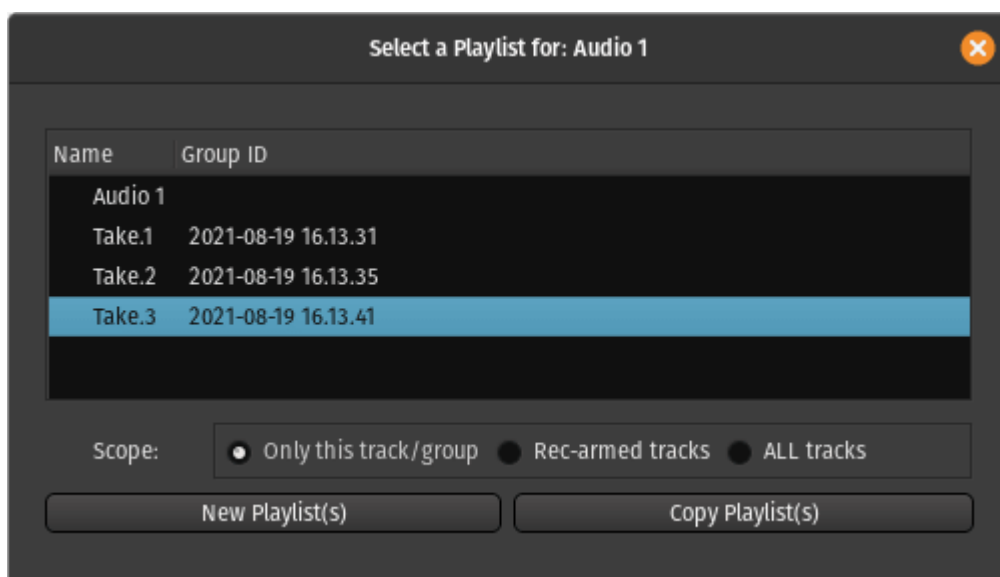 Select a Playlist for: Audio 1
Name Group ID
Audio 1
Take.1 2021-08-19 16.13.31
Take.2 2021-08-19 16.13.35
Take.3 2021-08-19 16.13.41
Scope: Only this track/group Rec-armed tracks ALL tracks
New Playlist(s) Copy Playlist(s)